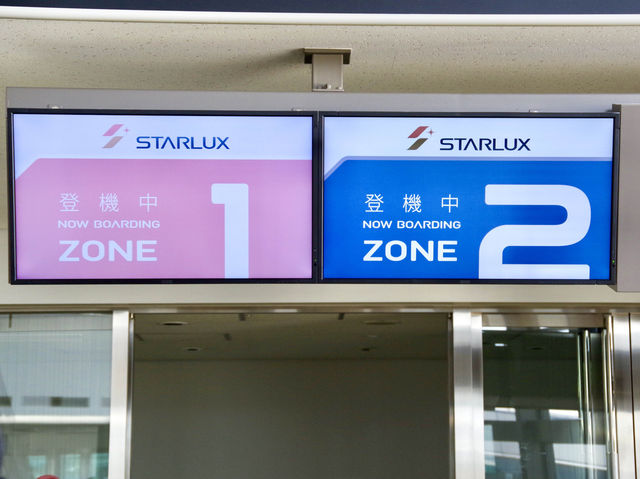 STARLUX
登機中
NOW BOARDING
ZONE 1
STARLUX
登機中
NOW BOARDING
ZONE 2